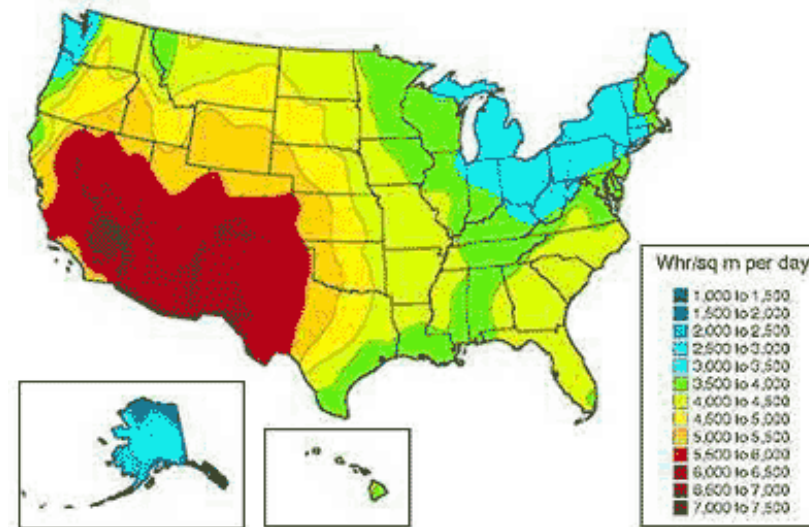 Whr/sq m per day
1,000 to 1,500
1,500 to 2,000
2,000 to 2,500
2,500 to 3,000
3,000 to 3,500
3,500 to 4,000
4,000 to 4,500
4,500 to 5,000
5,000 to 5,500
5,500 to 6,000
6,000 to 6,500
6,500 to 7,000
7,000 to 7,500